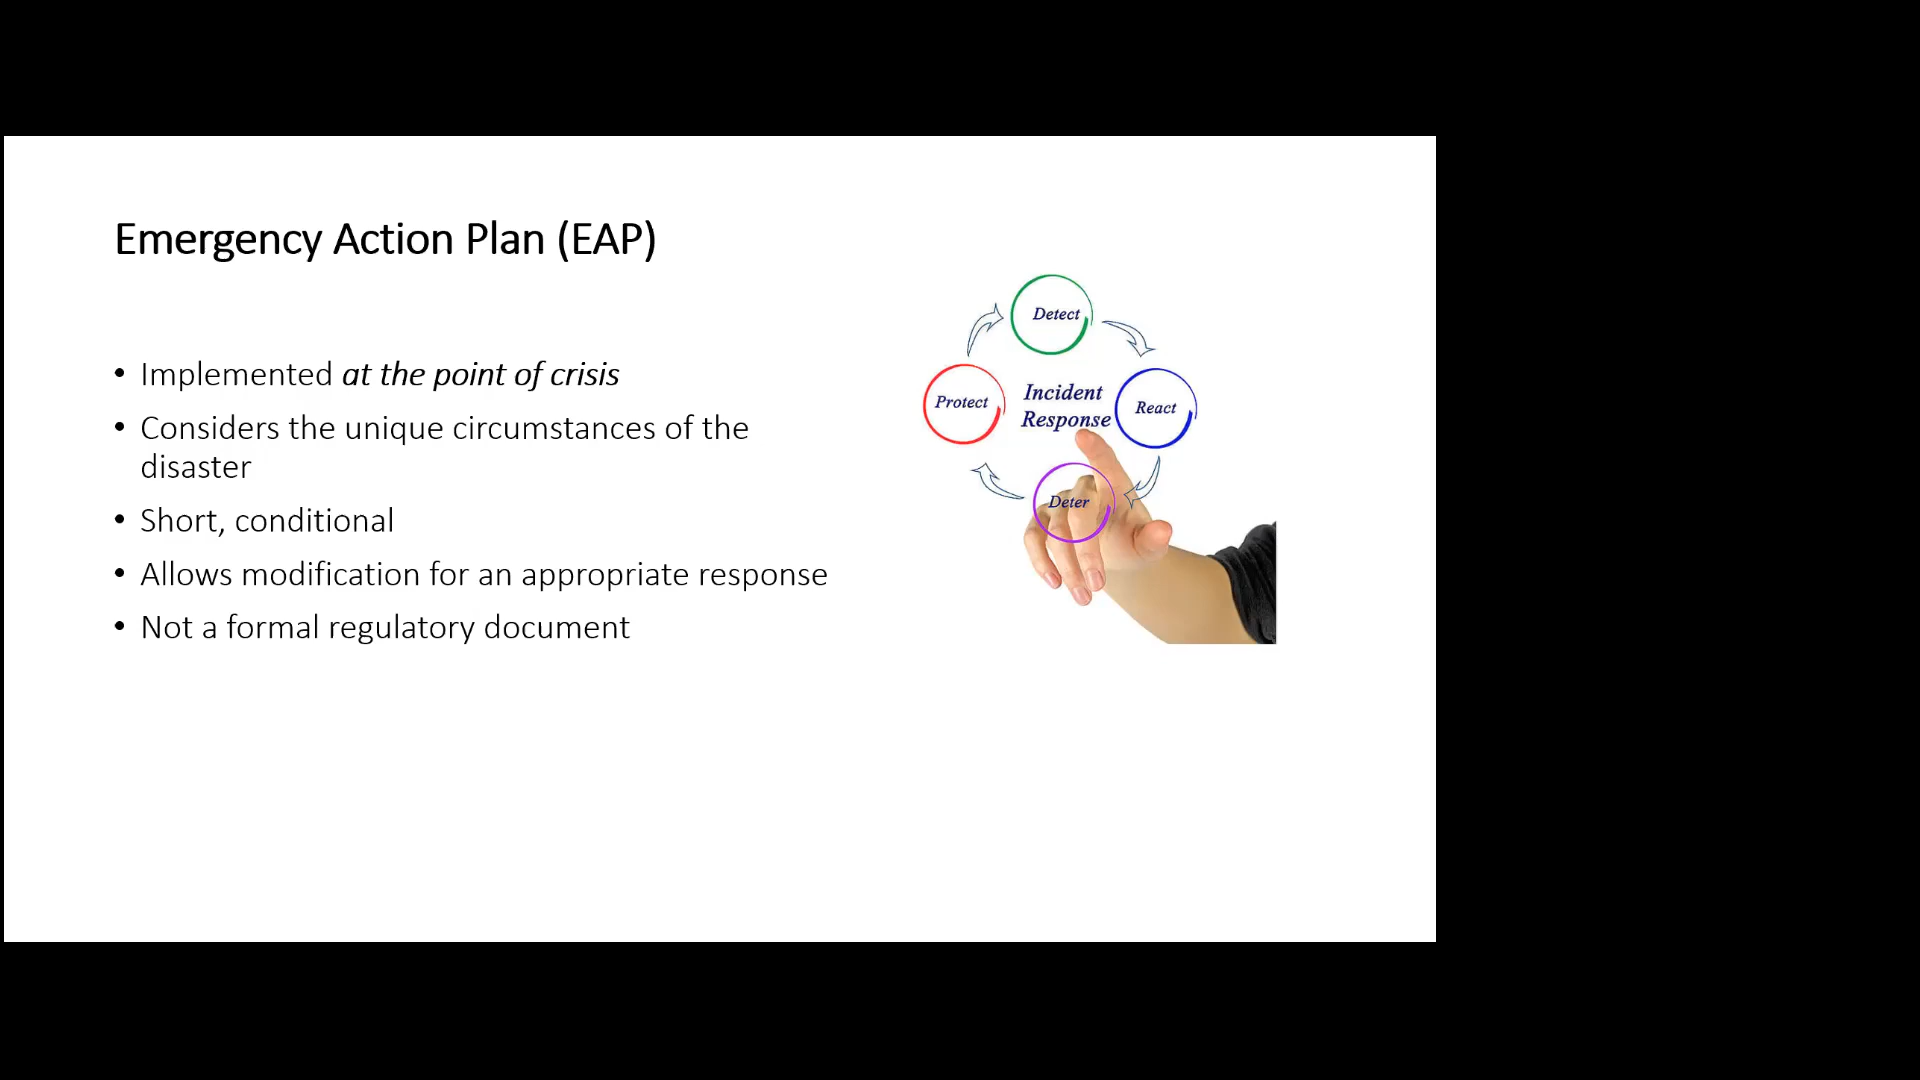 Emergency Action Plan (EAP)
• Implemented at the point of crisis
• Considers the unique circumstances of the
disaster
• Short, conditional
• Allows modification for an appropriate response
• Not a formal regulatory document
Detect
Protect
Incident
Response
React
Deter